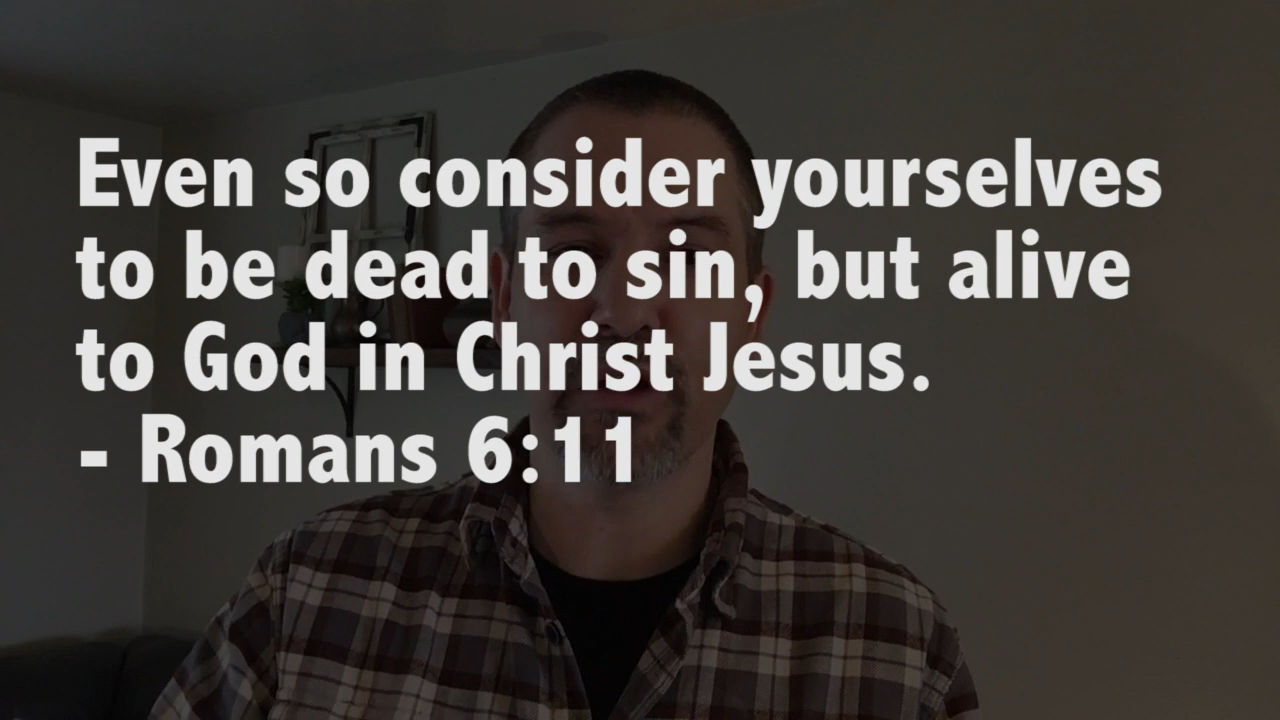 Even so consider yourselves
to be dead to sin, but alive
to God in Christ Jesus.
- Romans 6:11